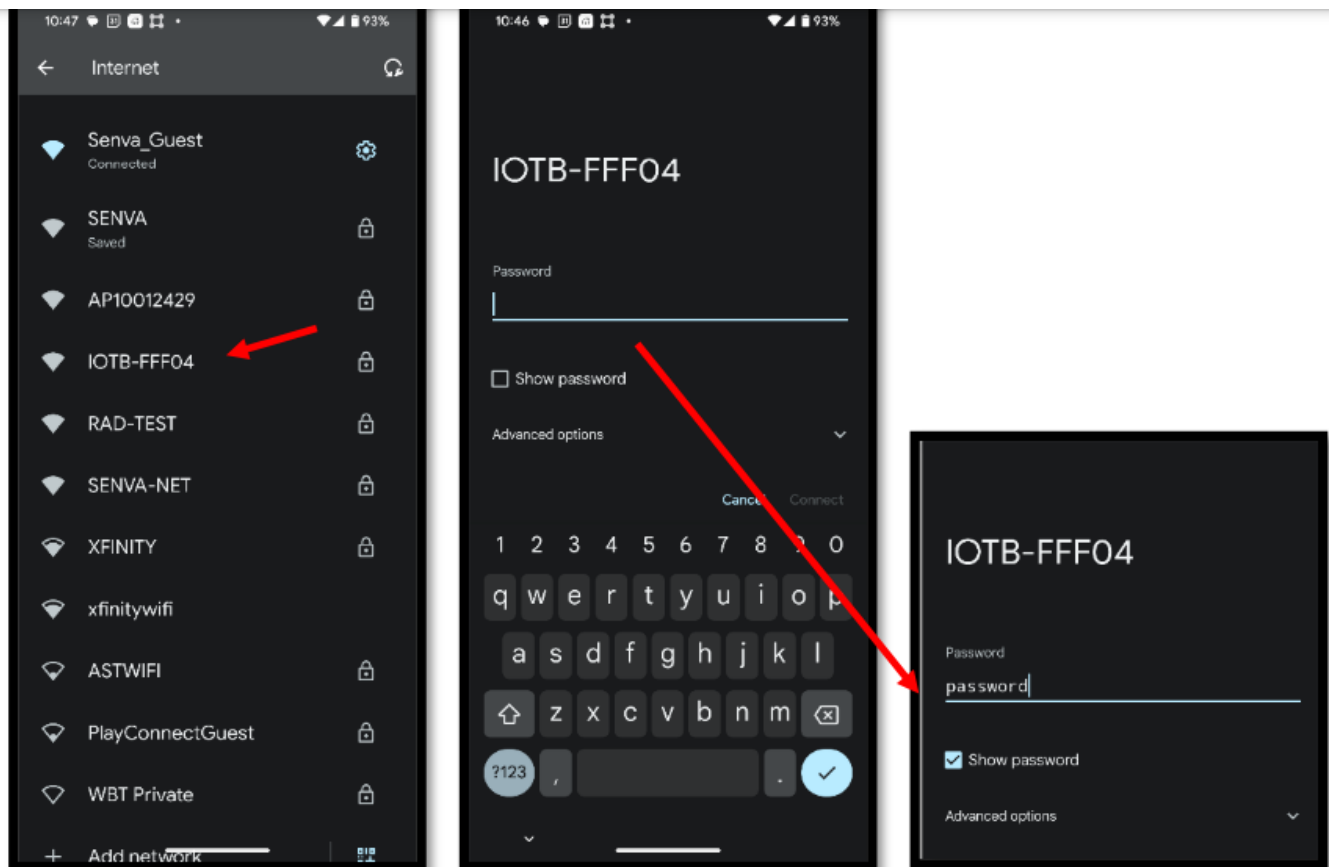 10:47 93%
Internet
Senva_Guest
Connected
SENVA
Saved
AP10012429
IOTB-FFF04
RAD-TEST
SENVA-NET
XFINITY
xfinitywifi
ASTWIFI
PlayConnectGuest
WBT Private
+ Add network
10:46 93%
IOTB-FFF04
Password
Show password
Advanced options
Cancel Connect
1 2 3 4 5 6 7 8 9 0
q w e r t y u i o p
a s d f g h j k l
z x c v b n m
?123 , .
IOTB-FFF04
Password
password
Show password
Advanced options